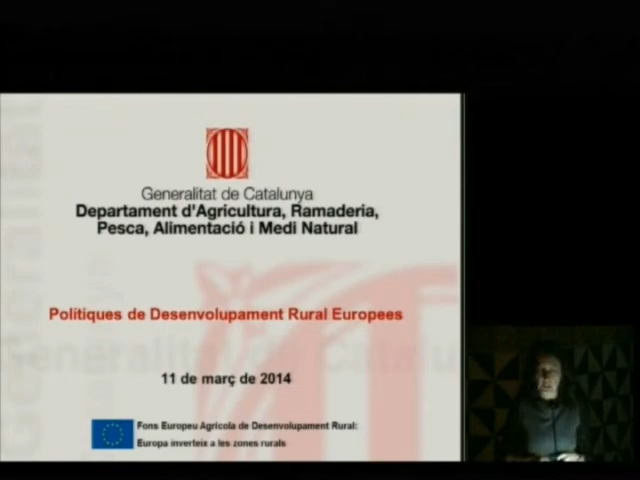 Generalitat de Catalunya
Departament d'Agricultura, Ramaderia,
Pesca, Alimentació i Medi Natural
Polítiques de Desenvolupament Rural Europees
11 de març de 2014
Fons Europeu Agrícola de Desenvolupament Rural:
Europa inverteix a les zones rurals